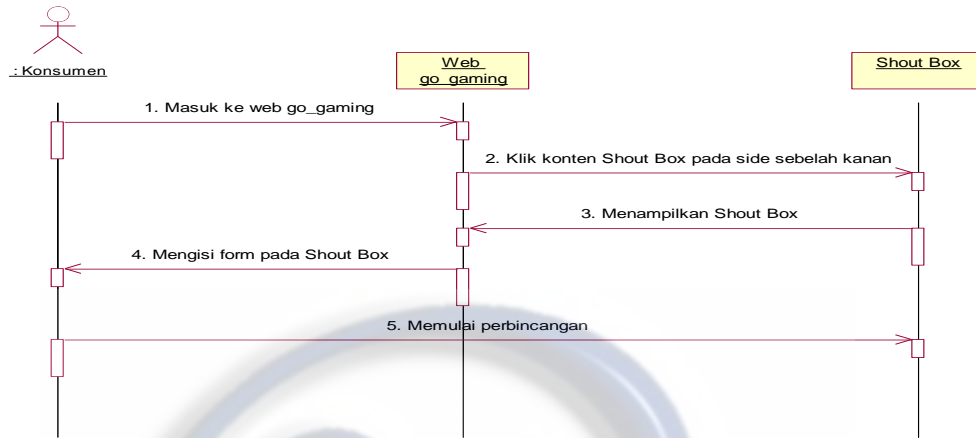 : Konsumen
Web
go_gaming
Shout Box
1. Masuk ke web go_gaming
2. Klik konten Shout Box pada side sebelah kanan
3. Menampilkan Shout Box
4. Mengisi form pada Shout Box
5. Memulai perbincangan